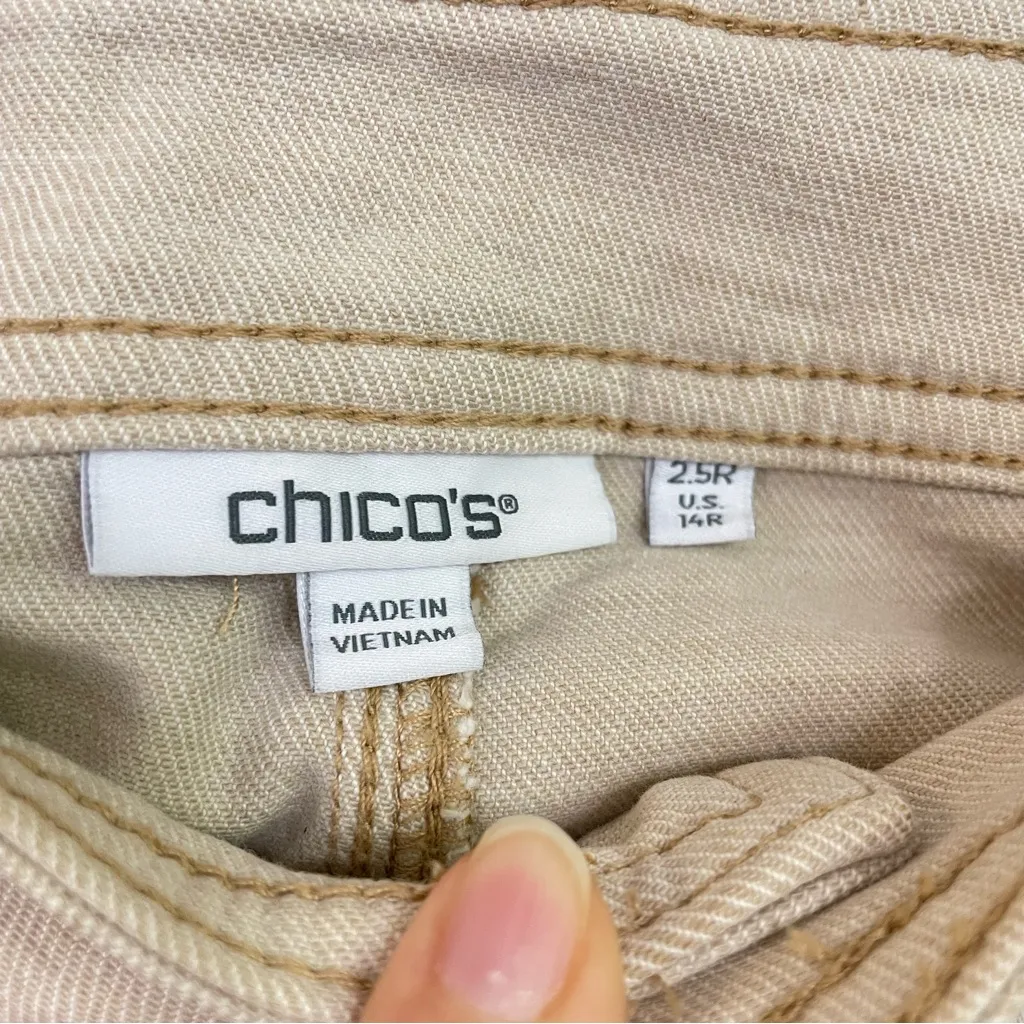 chico's®
2.5R
U.S.
14R
MADE IN
VIETNAM